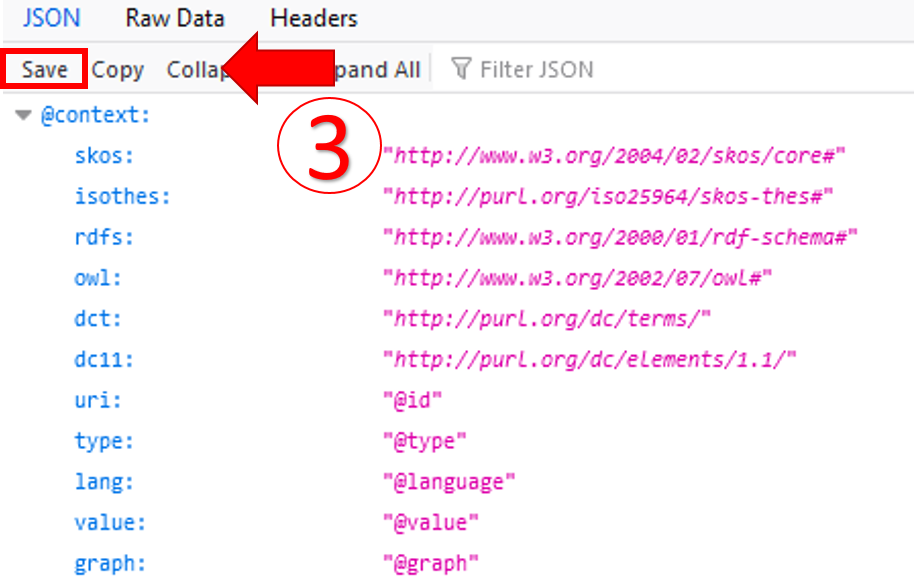 JSON Raw Data Headers
Save Copy Collap pand All Filter JSON
@context:
3
skos: "http://www.w3.org/2004/02/skos/core#"
isothes: "http://purl.org/iso25964/skos-thes#"
rdfs: "http://www.w3.org/2000/01/rdf-schema#"
owl: "http://www.w3.org/2002/07/owl#"
dct: "http://purl.org/dc/terms/"
dc11: "http://purl.org/dc/elements/1.1/"
uri: "@id"
type: "@type"
lang: "@language"
value: "@value"
graph: "@graph"